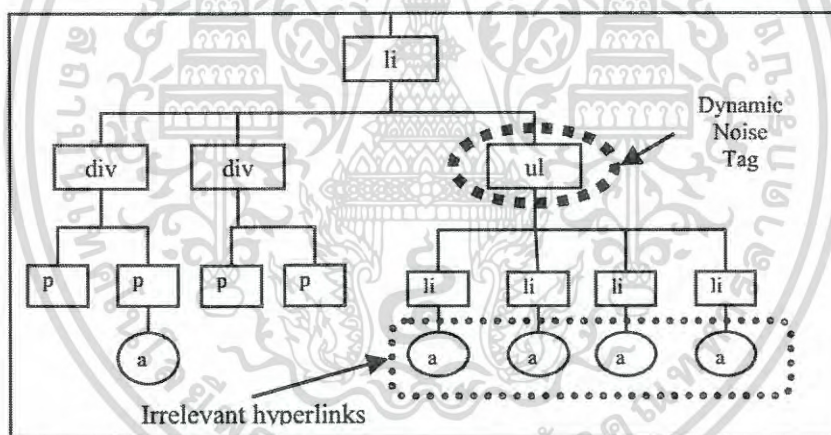 li
Dynamic
Noise
Tag
div div ul
p p p p li li li li
a a a a a
Irrelevant hyperlinks